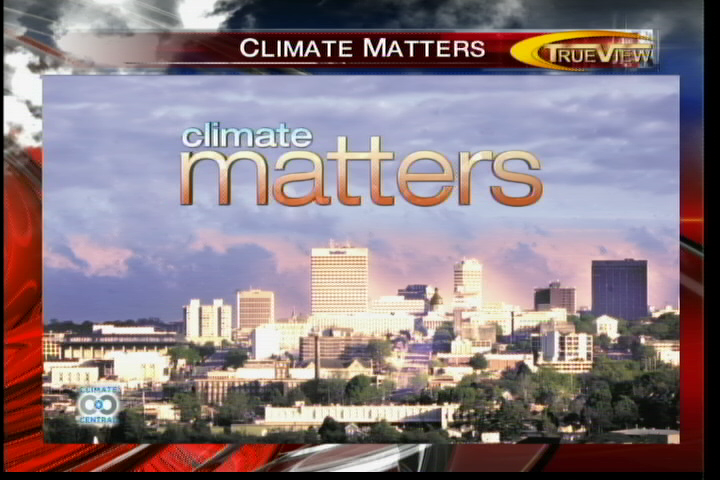 CLIMATE MATTERS
TRUEVIEW
climate
matters
CLIMATE
CENTRAL